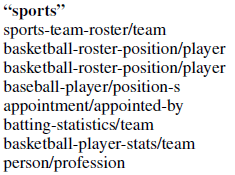 “sports”
sports-team-roster/team
basketball-roster-position/player
basketball-roster-position/player
baseball-player/position-s
appointment/appointed-by
batting-statistics/team
basketball-player-stats/team
person/profession